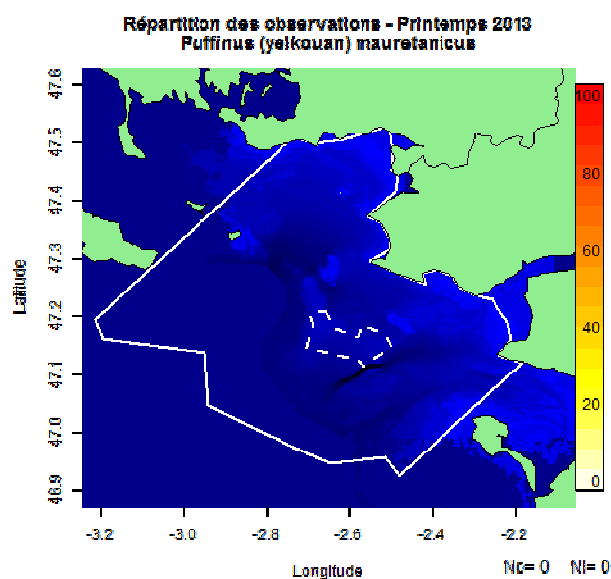 Répartition des observations - Printemps 2013
Puffinus (yelkouan) mauretanicus
47.6
47.5
47.4
47.3
47.2
47.1
47.0
46.9
Latitude
100
80
60
40
20
0
-3.2 -3.0 -2.8 -2.6 -2.4 -2.2
Longitude
No= 0 Ni= 0